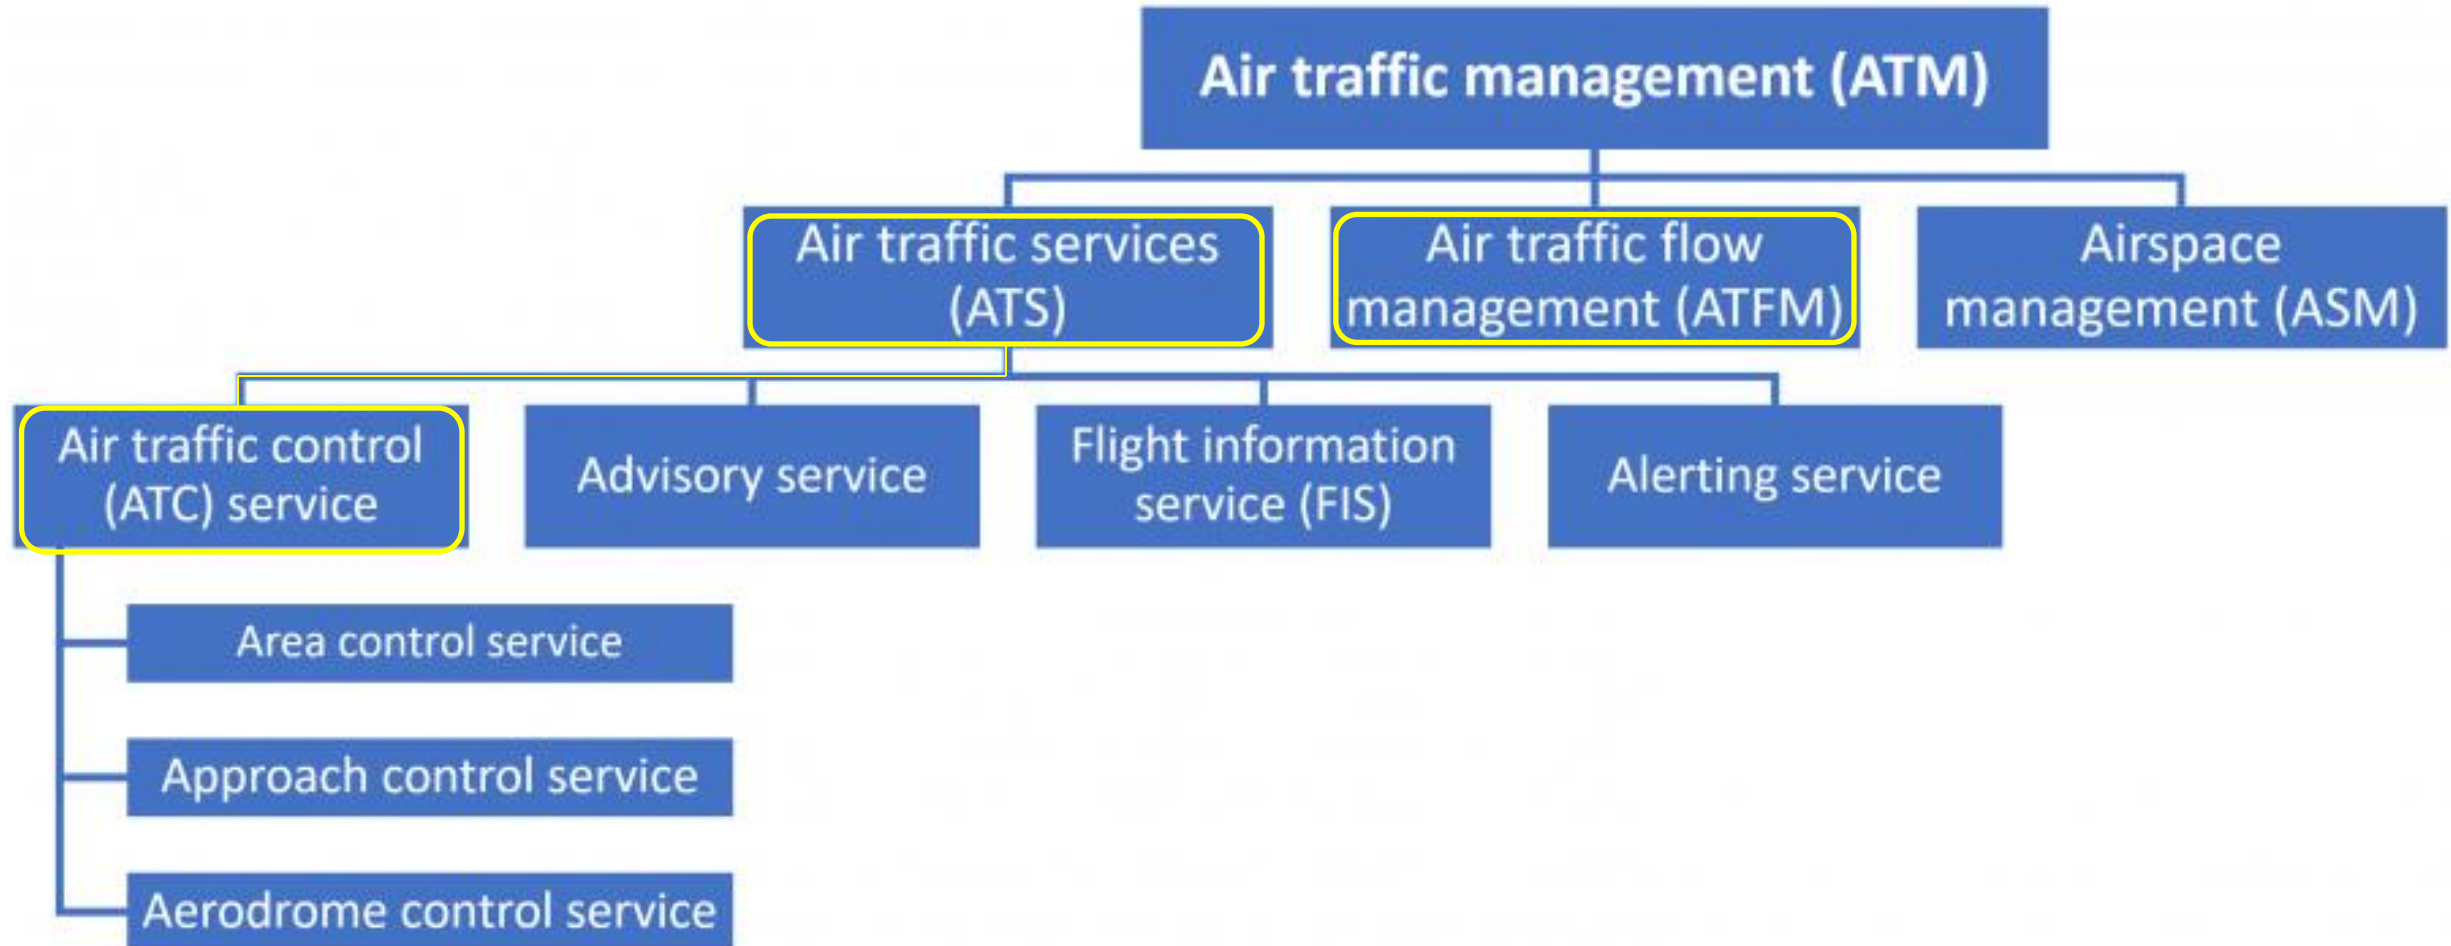 Air traffic management (ATM)
Air traffic services
(ATS)
Air traffic flow
management (ATFM)
Airspace
management (ASM)
Air traffic control
(ATC) service
Advisory service
Flight information
service (FIS)
Alerting service
Area control service
Approach control service
Aerodrome control service